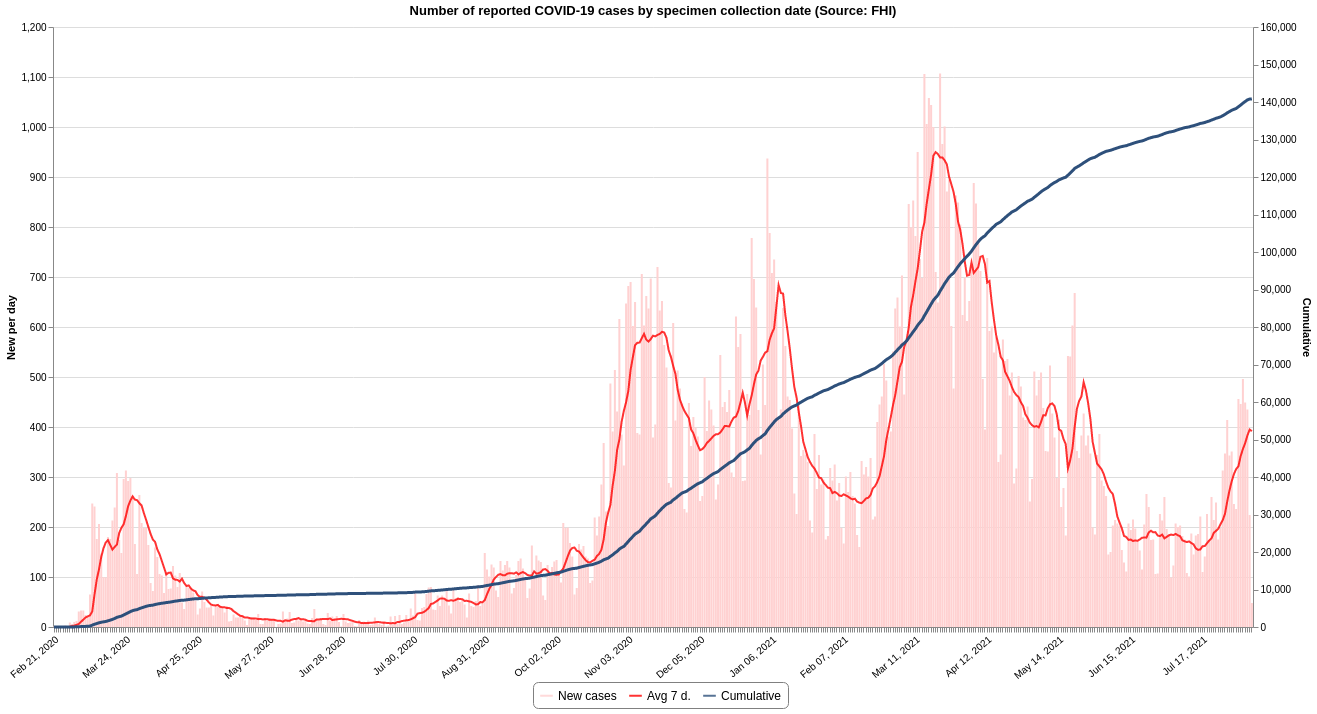 Number of reported COVID-19 cases by specimen collection date (Source: FHI)
1,200
1,100
1,000
900
800
700
600
500
400
300
200
100
0
New per day
160,000
150,000
140,000
130,000
120,000
110,000
100,000
90,000
80,000
70,000
60,000
50,000
40,000
30,000
20,000
10,000
0
Cumulative
Feb 21, 2020
Mar 24, 2020
Apr 25, 2020
May 27, 2020
Jun 28, 2020
Jul 30, 2020
Aug 31, 2020
Oct 02, 2020
Nov 03, 2020
Dec 05, 2020
Jan 06, 2021
Feb 07, 2021
Mar 11, 2021
Apr 12, 2021
May 14, 2021
Jun 15, 2021
Jul 17, 2021
New cases Avg 7 d. Cumulative